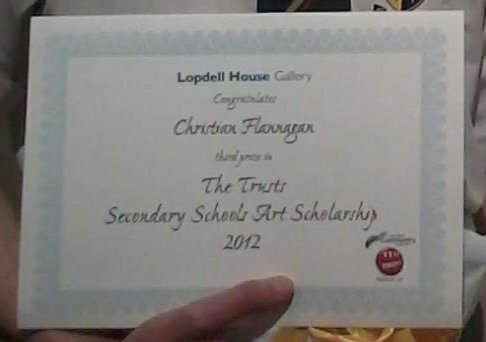 Lopdell House Gallery
Congratulates
Christian Flannagan
third prize in
The Trusts
Secondary Schools Art Scholarship
2012